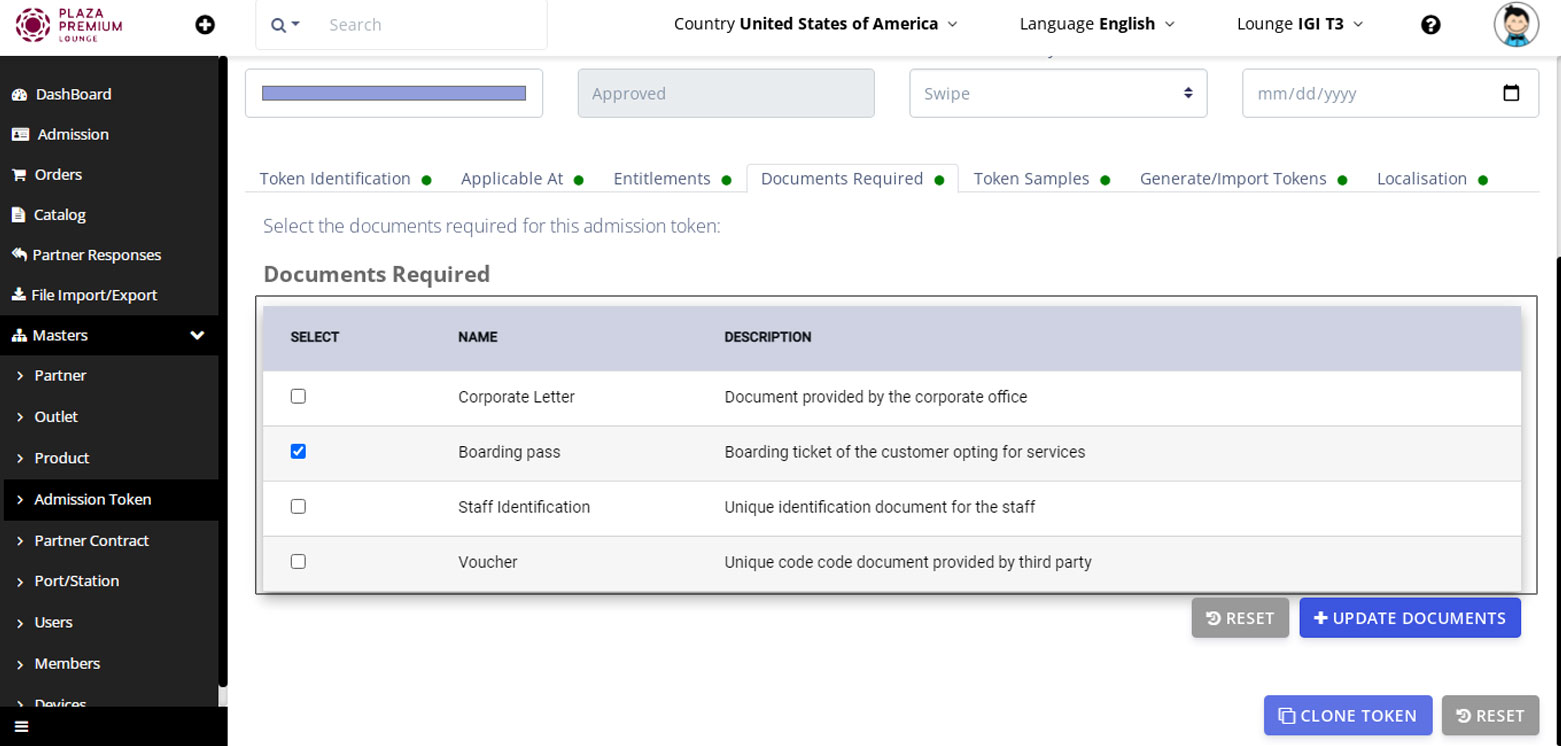 PLAZA
PREMIUM
LOUNGE
Search
Country United States of America
Language English
Lounge IGI T3
DashBoard
Admission
Orders
Catalog
Partner Responses
File Import/Export
Masters
Partner
Outlet
Product
Admission Token
Partner Contract
Port/Station
Users
Members
Devices
Approved
Swipe
mm/dd/yyyy
Token Identification
Applicable At
Entitlements
Documents Required
Token Samples
Generate/Import Tokens
Localisation
Select the documents required for this admission token:
Documents Required
SELECT NAME DESCRIPTION
Corporate Letter Document provided by the corporate office
Boarding pass Boarding ticket of the customer opting for services
Staff Identification Unique identification document for the staff
Voucher Unique code code document provided by third party
RESET
UPDATE DOCUMENTS
CLONE TOKEN
RESET